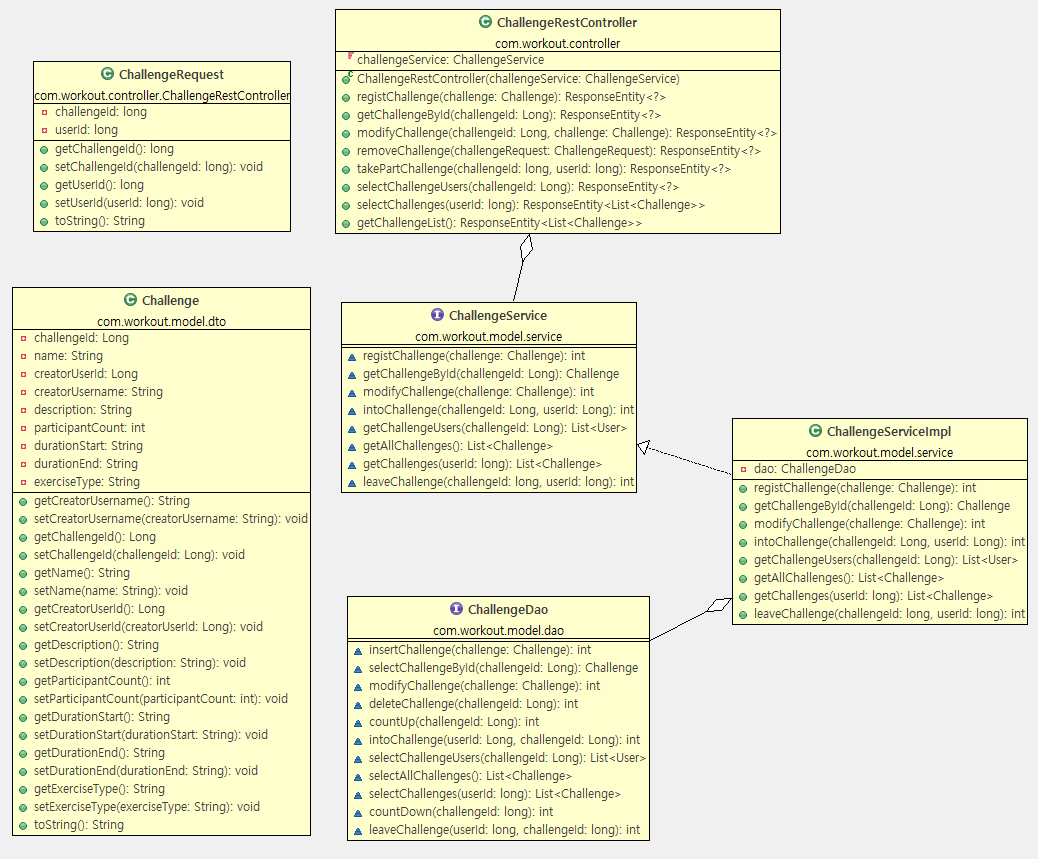 ChallengeRequest
com.workout.controller.ChallengeRestController
challengeId: long
userId: long
getChallengeId(): long
setChallengeId(challengeId: long): void
getUserId(): long
setUserId(userId: long): void
toString(): String
ChallengeRestController
com.workout.controller
challengeService: ChallengeService
ChallengeRestController(challengeService: ChallengeService)
registChallenge(challenge: Challenge): ResponseEntity<?>
getChallengeById(challengeId: Long): ResponseEntity<?>
modifyChallenge(challengeId: Long, challenge: Challenge): ResponseEntity<?>
removeChallenge(challengeRequest: ChallengeRequest): ResponseEntity<?>
takePartChallenge(challengeId: long, userId: long): ResponseEntity<?>
selectChallengeUsers(challengeId: Long): ResponseEntity<?>
selectChallenges(userId: long): ResponseEntity<List<Challenge>>
getChallengeList(): ResponseEntity<List<Challenge>>
Challenge
com.workout.model.dto
challengeId: Long
name: String
creatorUserId: Long
creatorUsername: String
description: String
participantCount: int
durationStart: String
durationEnd: String
exerciseType: String
getCreatorUsername(): String
setCreatorUsername(creatorUsername: String): void
getChallengeId(): Long
setChallengeId(challengeId: Long): void
getName(): String
setName(name: String): void
getCreatorUserId(): Long
setCreatorUserId(creatorUserId: Long): void
getDescription(): String
setDescription(description: String): void
getParticipantCount(): int
setParticipantCount(participantCount: int): void
getDurationStart(): String
setDurationStart(durationStart: String): void
getDurationEnd(): String
setDurationEnd(durationEnd: String): void
getExerciseType(): String
setExerciseType(exerciseType: String): void
toString(): String
ChallengeService
com.workout.model.service
registChallenge(challenge: Challenge): int
getChallengeById(challengeId: Long): Challenge
modifyChallenge(challenge: Challenge): int
intoChallenge(challengeId: Long, userId: Long): int
getChallengeUsers(challengeId: Long): List<User>
getAllChallenges(): List<Challenge>
getChallenges(userId: long): List<Challenge>
leaveChallenge(challengeId: long, userId: long): int
ChallengeServiceImpl
com.workout.model.service
dao: ChallengeDao
registChallenge(challenge: Challenge): int
getChallengeById(challengeId: Long): Challenge
modifyChallenge(challenge: Challenge): int
intoChallenge(challengeId: Long, userId: Long): int
getChallengeUsers(challengeId: Long): List<User>
getAllChallenges(): List<Challenge>
getChallenges(userId: long): List<Challenge>
leaveChallenge(challengeId: long, userId: long): int
ChallengeDao
com.workout.model.dao
insertChallenge(challenge: Challenge): int
selectChallengeById(challengeId: Long): Challenge
modifyChallenge(challenge: Challenge): int
deleteChallenge(challengeId: Long): int
countUp(challengeId: Long): int
intoChallenge(userId: Long, challengeId: Long): int
selectChallengeUsers(challengeId: Long): List<User>
selectAllChallenges(): List<Challenge>
selectChallenges(userId: long): List<Challenge>
countDown(challengeId: long): int
leaveChallenge(userId: long, challengeId: long): int